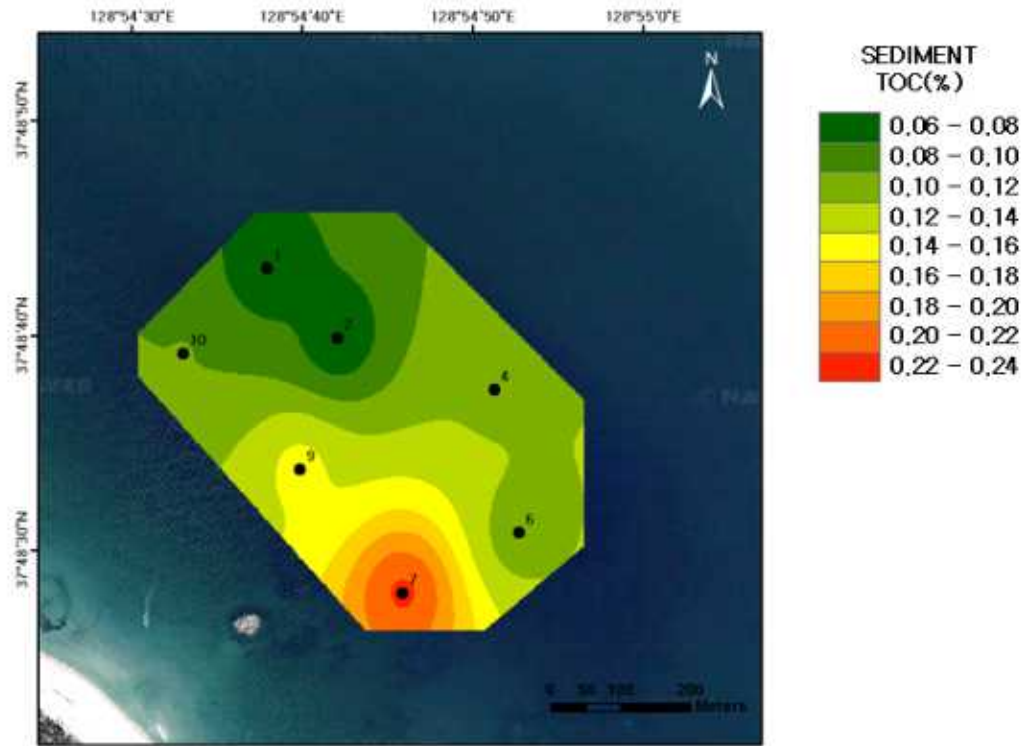 128°54'30"E 128°54'40"E 128°54'50"E 128°55'0"E
37°48'50"N
37°48'40"N
37°48'30"N
N
1
2
10
4
9
6
7
0 50 100 200
Meters
SEDIMENT
TOC(%)
0.06 - 0.08
0.08 - 0.10
0.10 - 0.12
0.12 - 0.14
0.14 - 0.16
0.16 - 0.18
0.18 - 0.20
0.20 - 0.22
0.22 - 0.24